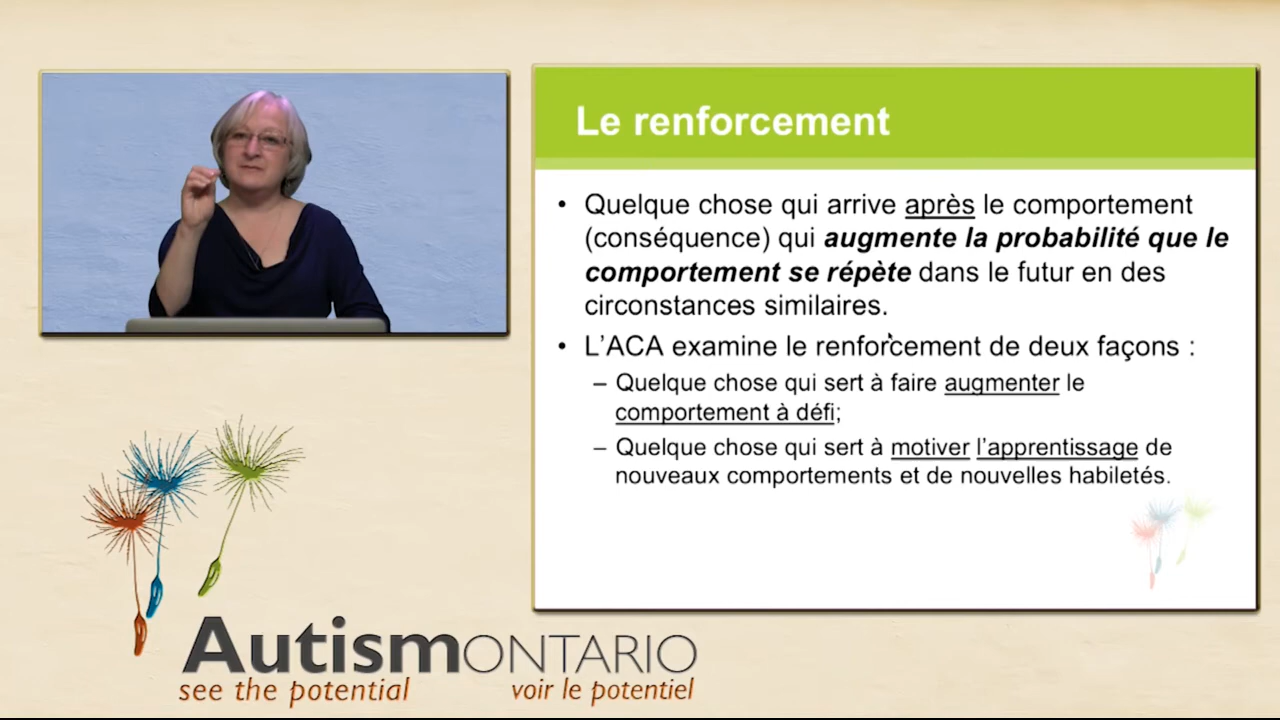 Le renforcement
• Quelque chose qui arrive après le comportement
(conséquence) qui augmente la probabilité que le
comportement se répète dans le futur en des
circonstances similaires.
• L'ACA examine le renforcement de deux façons :
– Quelque chose qui sert à faire augmenter le
comportement à défi;
– Quelque chose qui sert à motiver l'apprentissage de
nouveaux comportements et de nouvelles habiletés.
AutismONTARIO
see the potential voir le potentiel